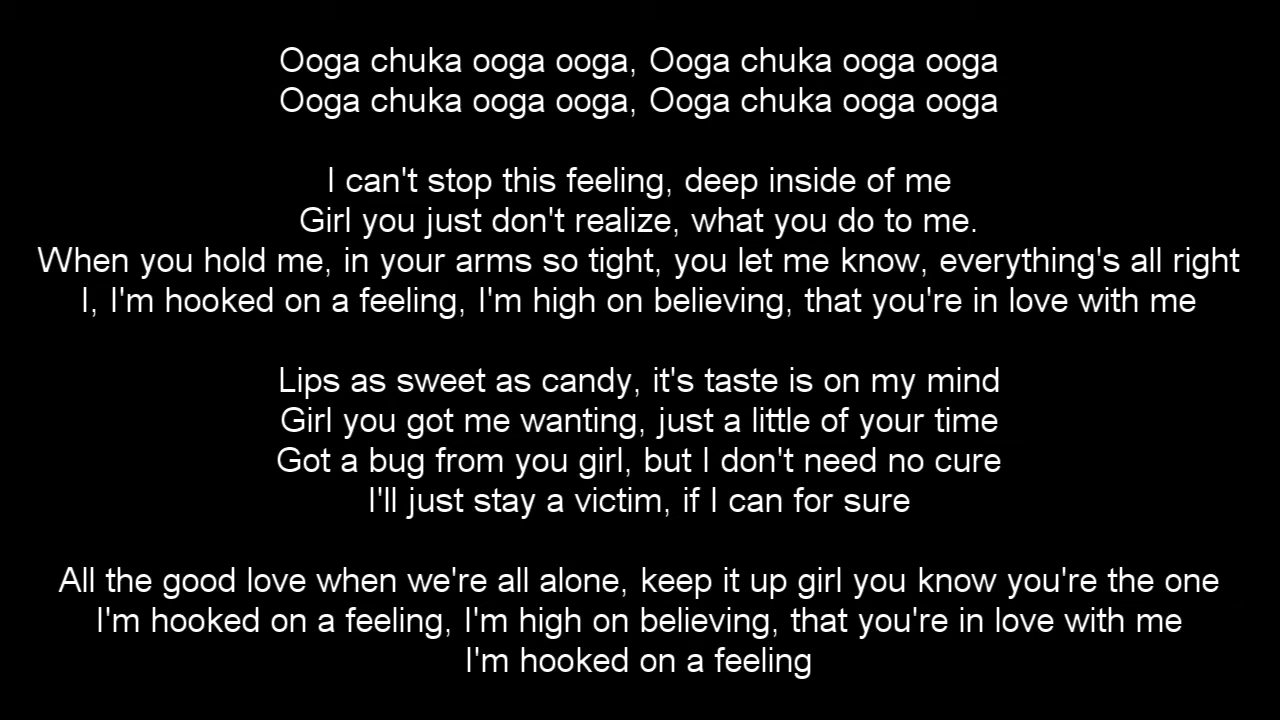 Ooga chuka ooga ooga, Ooga chuka ooga ooga
Ooga chuka ooga ooga, Ooga chuka ooga ooga
I can't stop this feeling, deep inside of me
Girl you just don't realize, what you do to me.
When you hold me, in your arms so tight, you let me know, everything's all right
I, I'm hooked on a feeling, I'm high on believing, that you're in love with me
Lips as sweet as candy, it's taste is on my mind
Girl you got me wanting, just a little of your time
Got a bug from you girl, but I don't need no cure
I'll just stay a victim, if I can for sure
All the good love when we're all alone, keep it up girl you know you're the one
I'm hooked on a feeling, I'm high on believing, that you're in love with me
I'm hooked on a feeling